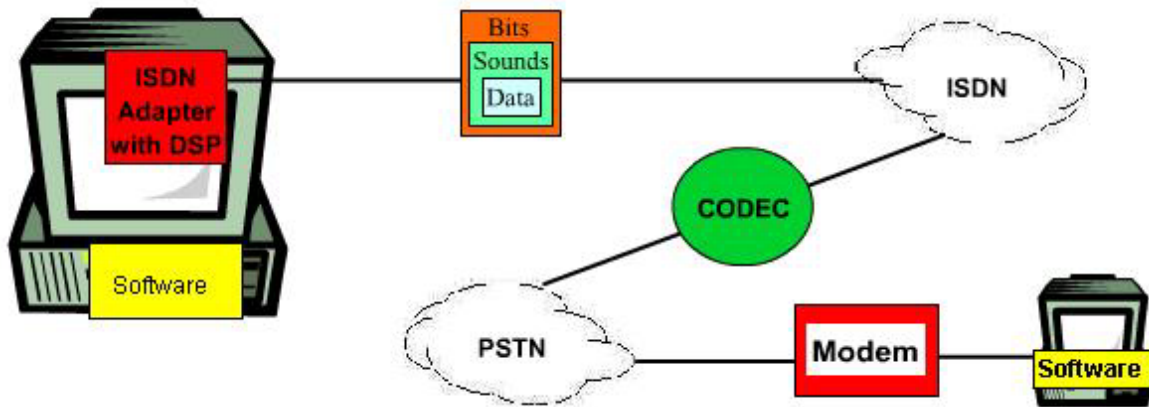 Bits
Sounds
Data
ISDN
Adapter
with DSP
ISDN
CODEC
Software
PSTN
Modem
Software